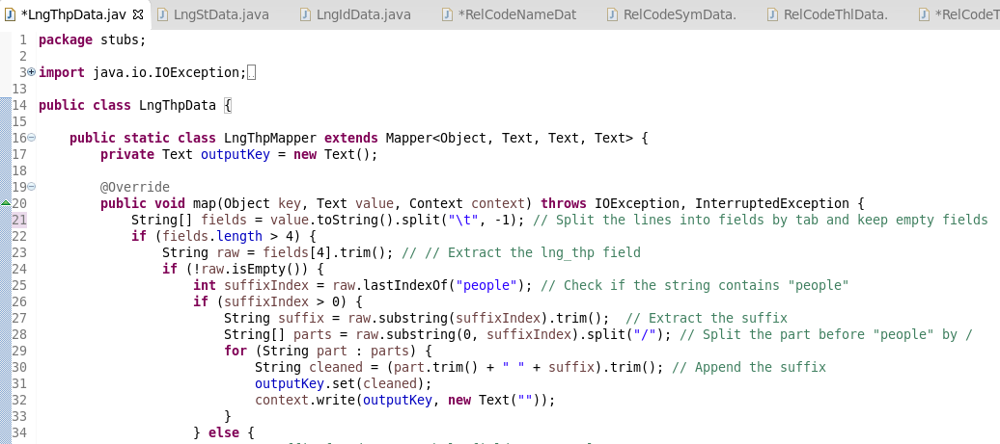 *LngThpData.jav LngStData.java LngIdData.java *RelCodeNameDat RelCodeSymData. RelCodeThlData. *RelCodeT
1 package stubs;
2
3 import java.io.IOException;
13
14 public class LngThpData {
15
16 public static class LngThpMapper extends Mapper<Object, Text, Text, Text> {
17 private Text outputKey = new Text();
18
19 @Override
20 public void map(Object key, Text value, Context context) throws IOException, InterruptedException {
21 String[] fields = value.toString().split("\t", -1); // Split the lines into fields by tab and keep empty fields
22 if (fields.length > 4) {
23 String raw = fields[4].trim(); // // Extract the lng_thp field
24 if (!raw.isEmpty()) {
25 int suffixIndex = raw.lastIndexOf("people"); // Check if the string contains "people"
26 if (suffixIndex > 0) {
27 String suffix = raw.substring(suffixIndex).trim(); // Extract the suffix
28 String[] parts = raw.substring(0, suffixIndex).split("/"); // Split the part before "people" by /
29 for (String part : parts) {
30 String cleaned = (part.trim() + " " + suffix).trim(); // Append the suffix
31 outputKey.set(cleaned);
32 context.write(outputKey, new Text(""));
33 }
34 } else {